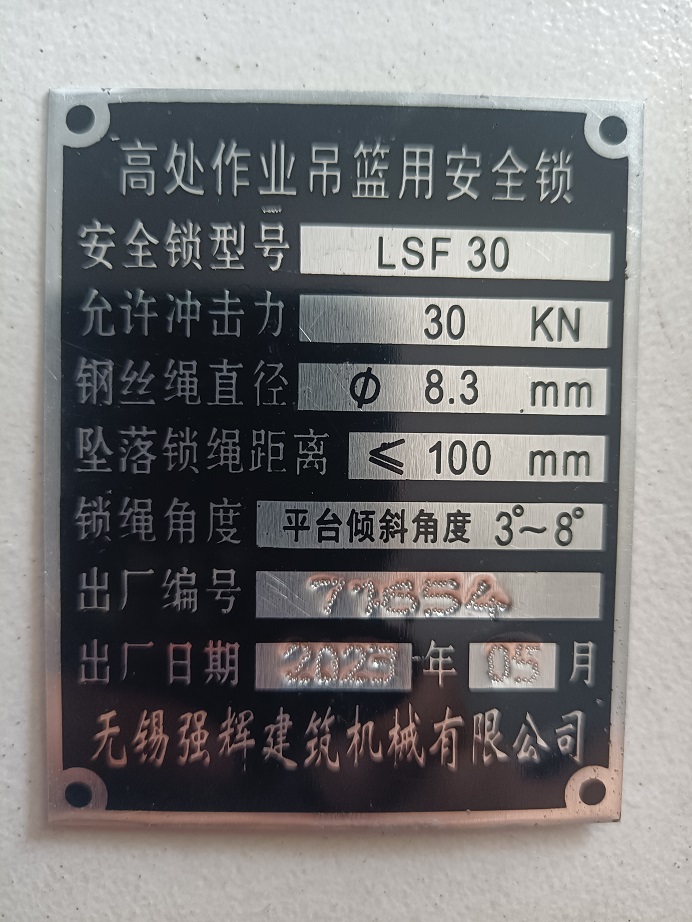 高处作业吊篮用安全锁
安全锁型号 LSF 30
允许冲击力 30 KN
钢丝绳直径 ϕ 8.3 mm
坠落锁绳距离 ≤ 100 mm
锁绳角度 平台倾斜角度 3°~8°
出厂编号 71654
出厂日期 2025 年 05 月
无锡强辉建筑机械有限公司